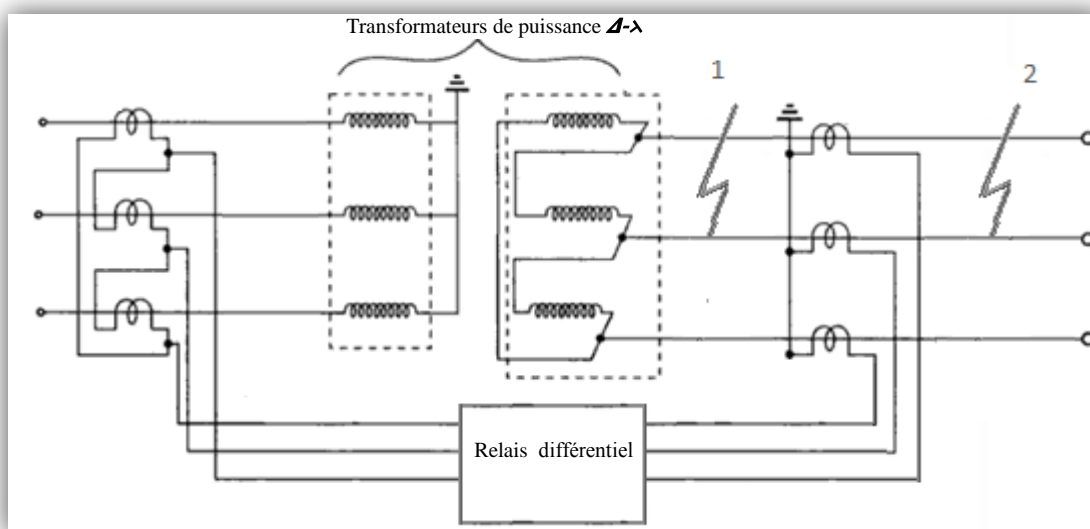 Transformateurs de puissance Δ-λ
1
2
Relais différentiel